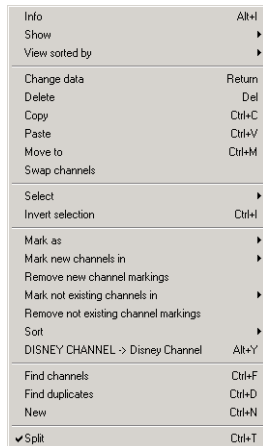 Info Alt+I
Show
View sorted by
Change data Return
Delete Del
Copy Ctrl+C
Paste Ctrl+V
Move to Ctrl+M
Swap channels
Select
Invert selection Ctrl+I
Mark as
Mark new channels in
Remove new channel markings
Mark not existing channels in
Remove not existing channel markings
Sort
DISNEY CHANNEL -> Disney Channel Alt+Y
Find channels Ctrl+F
Find duplicates Ctrl+D
New Ctrl+N
Split Ctrl+T